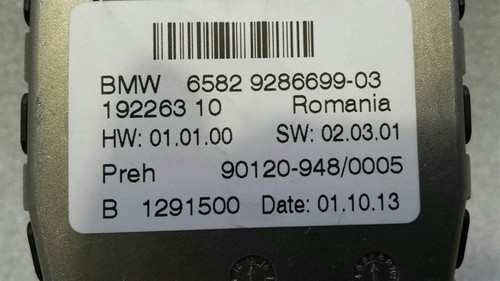 BMW 6582 9286699-03
192263 10 Romania
HW: 01.01.00 SW: 02.03.01
Preh 90120-948/0005
B 1291500 Date: 01.10.13